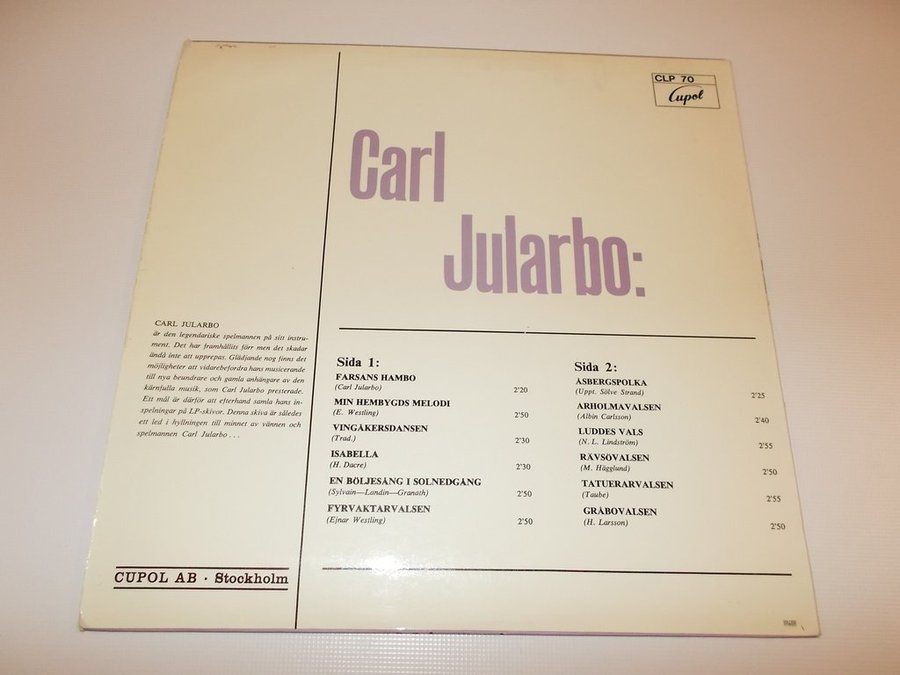 CLP 70
Cupol
Carl
Jularbo:
CARL JULARBO
är den legendariske spelmannen på sitt instru-
ment. Det har framhållits förr men det skadar
ändå inte att upprepas. Glädjande nog finns det
möjligheter att vidarebefordra hans musicerande
till nya beundrare och gamla anhängare av den
kärnfulla musik, som Carl Jularbo presterade.
Ett mål är därför att efterhand samla hans in-
spelningar på LP-skivor. Denna skiva är således
ett led i hyllningen till minnet av vännen och
spelmannen Carl Jularbo . . .
CUPOL AB · Stockholm
Sida 1:
FARSANS HAMBO
(Carl Jularbo) 2'20
MIN HEMBYGDS MELODI
(E. Westling) 2'50
VINGÅKERSDANSEN
(Trad.) 2'30
ISABELLA
(H. Dacre) 2'30
EN BÖLJESÅNG I SOLNEDGÅNG
(Sylvain—Landin—Granath) 2'50
FYRVAKTARVALSEN
(Ejnar Westling) 2'50
Sida 2:
ÅSBERGSPOLKA
(Uppt. Sölve Strand) 2'25
ARHOLMAVALSEN
(Albin Carlsson) 2'40
LUDDES VALS
(N. L. Lindström) 2'55
RÄVSÖVALSEN
(M. Hägglund) 2'50
TATUERARVALSEN
(Taube) 2'55
GRÅBOVALSEN
(H. Larsson) 2'50